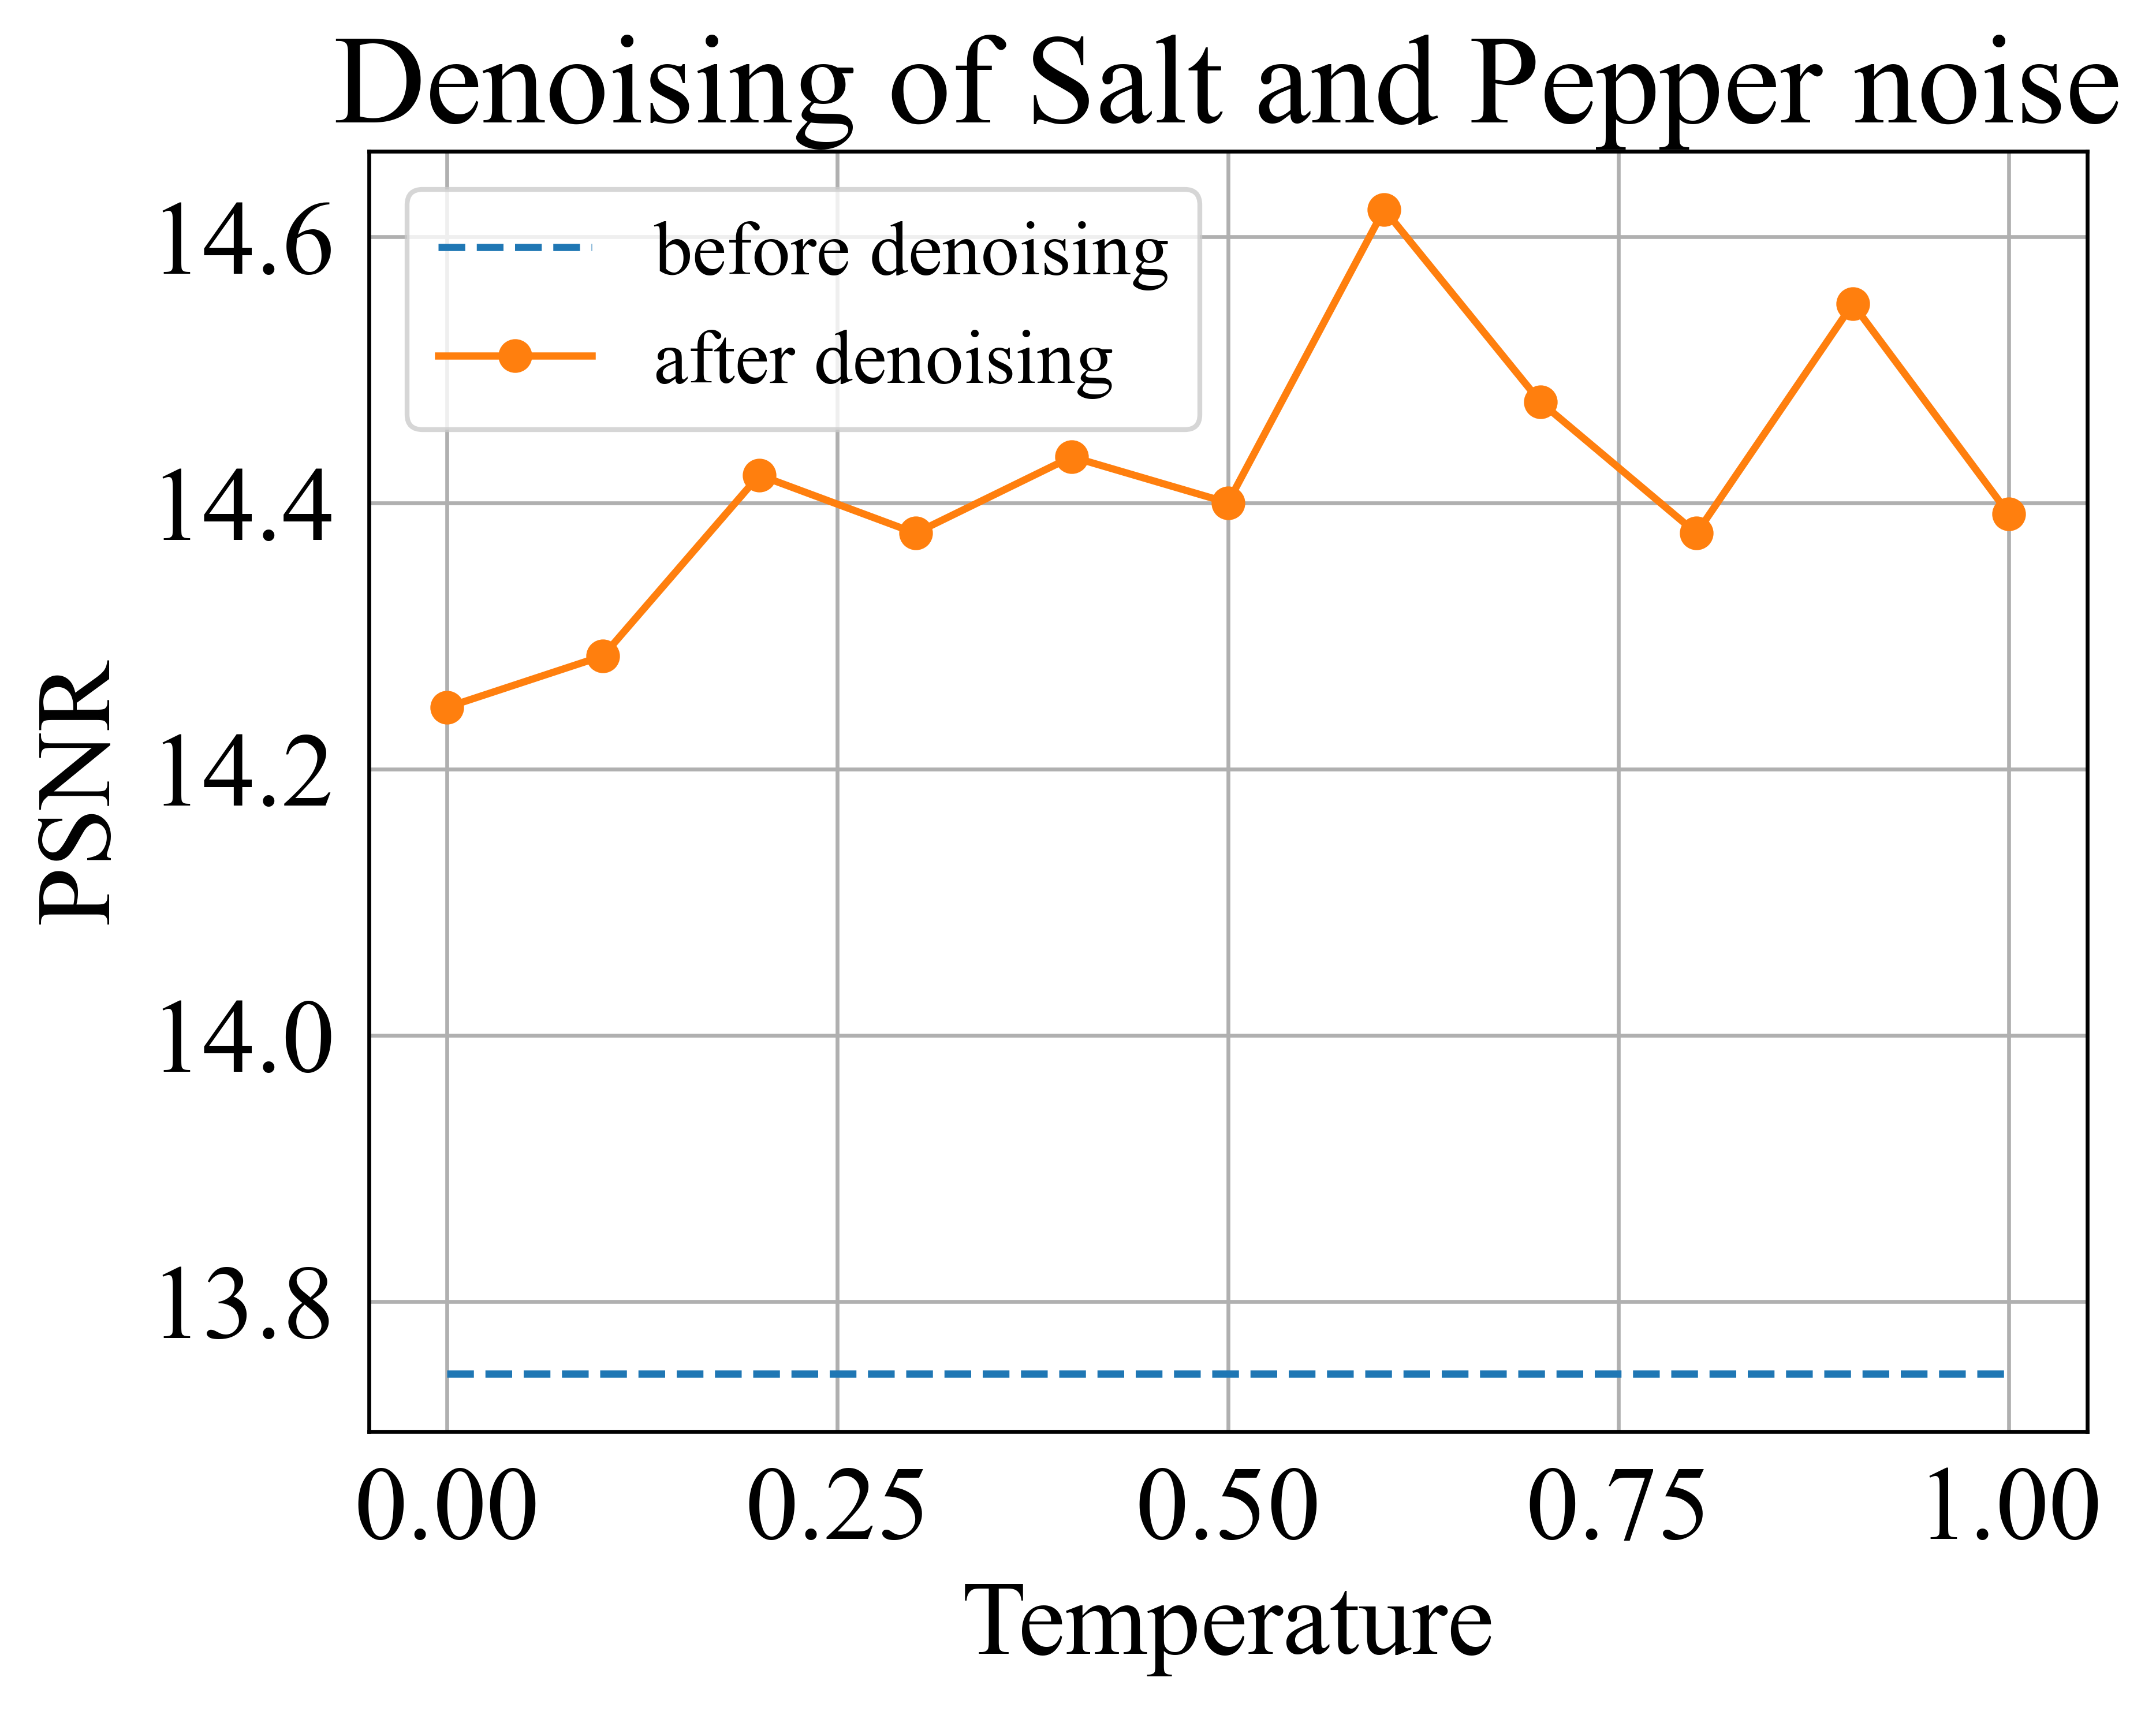 Denoising of Salt and Pepper noise
before denoising
after denoising
14.6
14.4
14.2
14.0
13.8
PSNR
0.00 0.25 0.50 0.75 1.00
Temperature